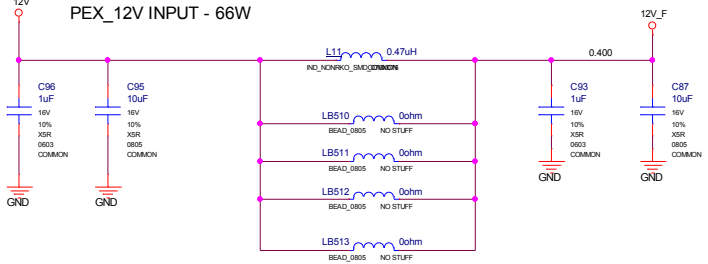 12V
PEX_12V INPUT - 66W
12V_F
L11 0.47uH
0.400
C96
1uF
16V
10%
X5R
0603
COMMON
GND
C95
10uF
16V
10%
X5R
0805
COMMON
GND
LB510 0ohm
BEAD_0805 NO STUFF
LB511 0ohm
BEAD_0805 NO STUFF
LB512 0ohm
BEAD_0805 NO STUFF
LB513 0ohm
BEAD_0805 NO STUFF
C93
1uF
16V
10%
X5R
0603
COMMON
GND
C87
10uF
16V
10%
X5R
0805
COMMON
GND